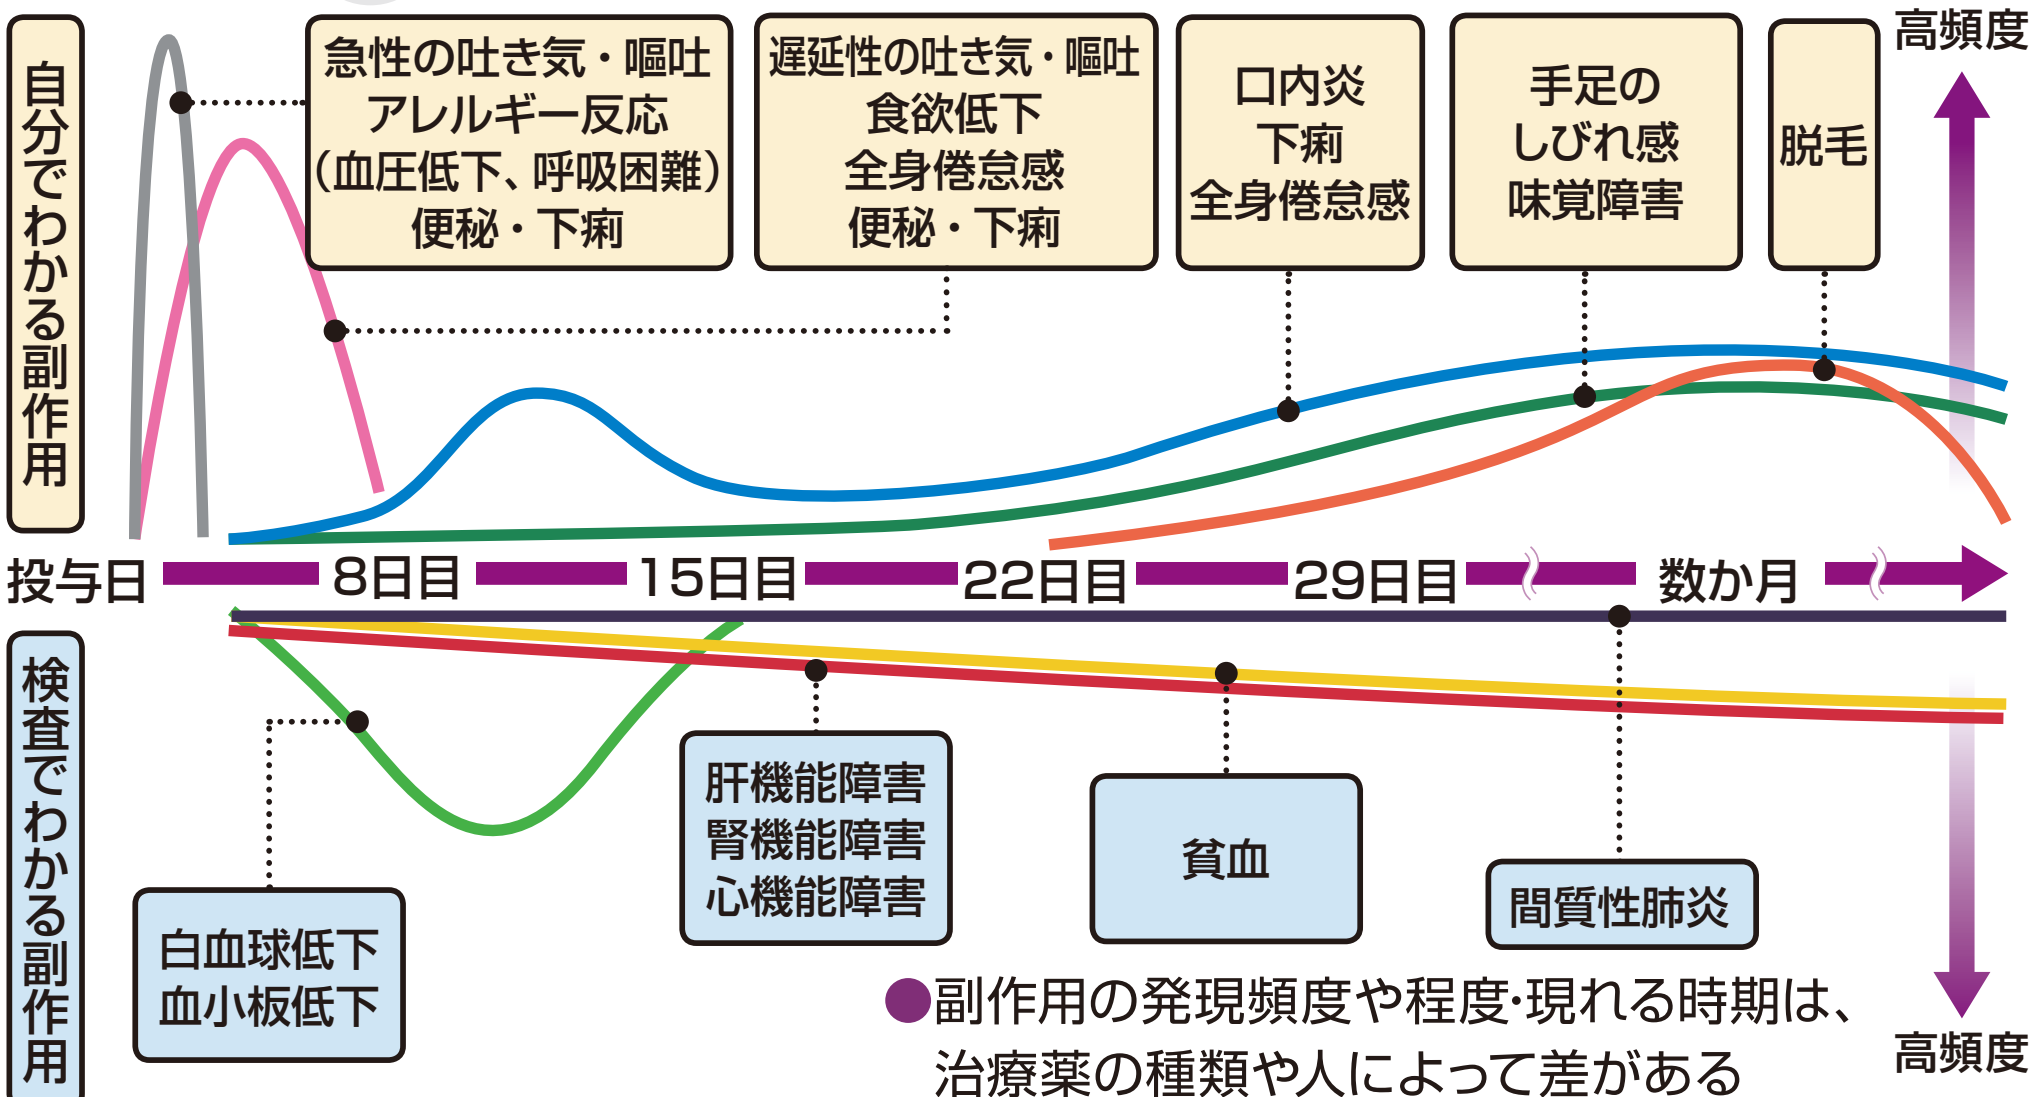 自分でわかる副作用
急性の吐き気・嘔吐
アレルギー反応
（血圧低下、呼吸困難）
便秘・下痢
遅延性の吐き気・嘔吐
食欲低下
全身倦怠感
便秘・下痢
口内炎
下痢
全身倦怠感
手足の
しびれ感
味覚障害
脱毛
高頻度
投与日
8日目
15日目
22日目
29日目
数か月
検査でわかる副作用
白血球低下
血小板低下
肝機能障害
腎機能障害
心機能障害
貧血
間質性肺炎
高頻度
●副作用の発現頻度や程度・現れる時期は、
治療薬の種類や人によって差がある